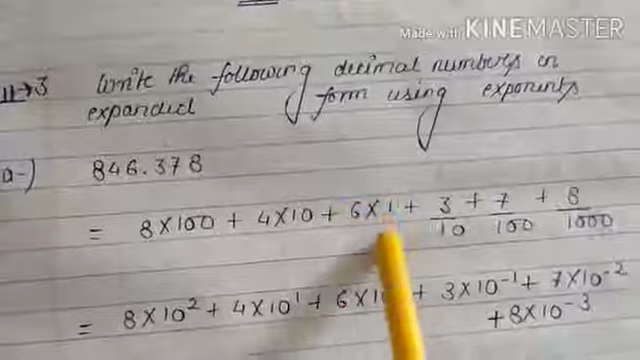 Made with KINEMASTER
11→3 Write the following decimal numbers in
expanded form using exponents
a-) 846.378
= 8×100 + 4×10 + 6×1 + 3/10 + 7/100 + 8/1000
= 8×10² + 4×10¹ + 6×10 + 3×10⁻¹ + 7×10⁻²
+ 8×10⁻³